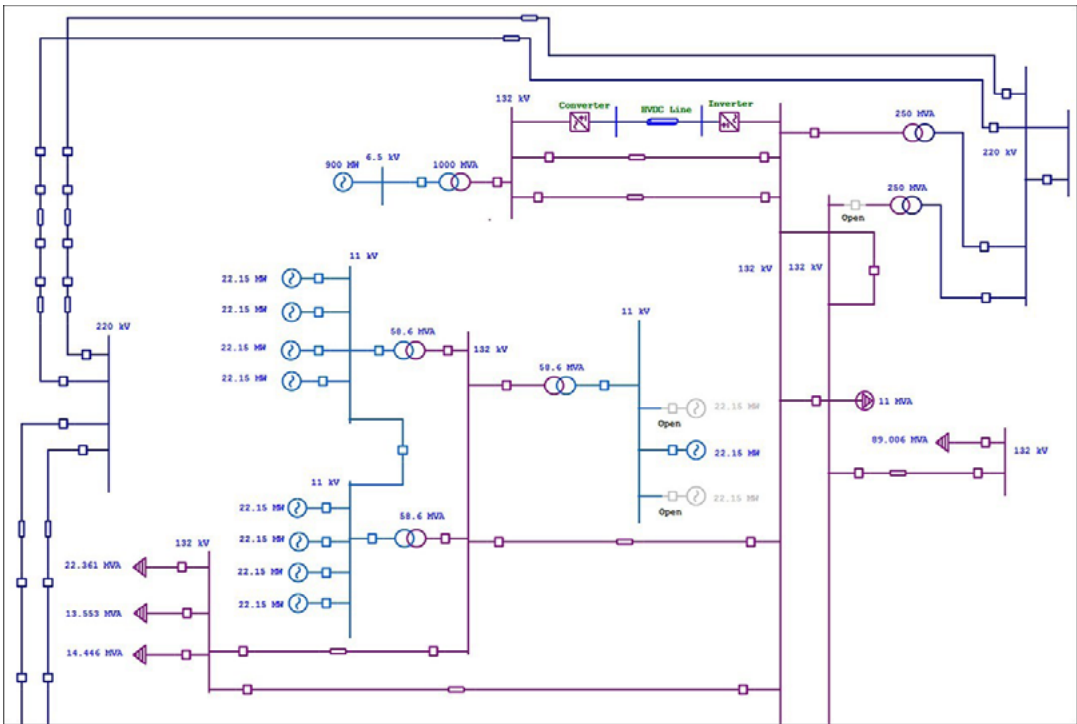 132 kV
Converter
HVDC Line
Inverter
250 MVA
220 kV
900 MW
6.5 kV
1000 MVA
250 MVA
Open
11 kV
132 kV
132 kV
22.15 MW
22.15 MW
22.15 MW
22.15 MW
58.6 MVA
132 kV
11 kV
58.6 MVA
220 kV
22.15 MW
Open
11 MVA
22.15 MW
89.006 MVA
132 kV
11 kV
22.15 MW
Open
22.15 MW
22.15 MW
22.15 MW
22.15 MW
58.6 MVA
132 kV
22.361 MVA
13.553 MVA
14.446 MVA